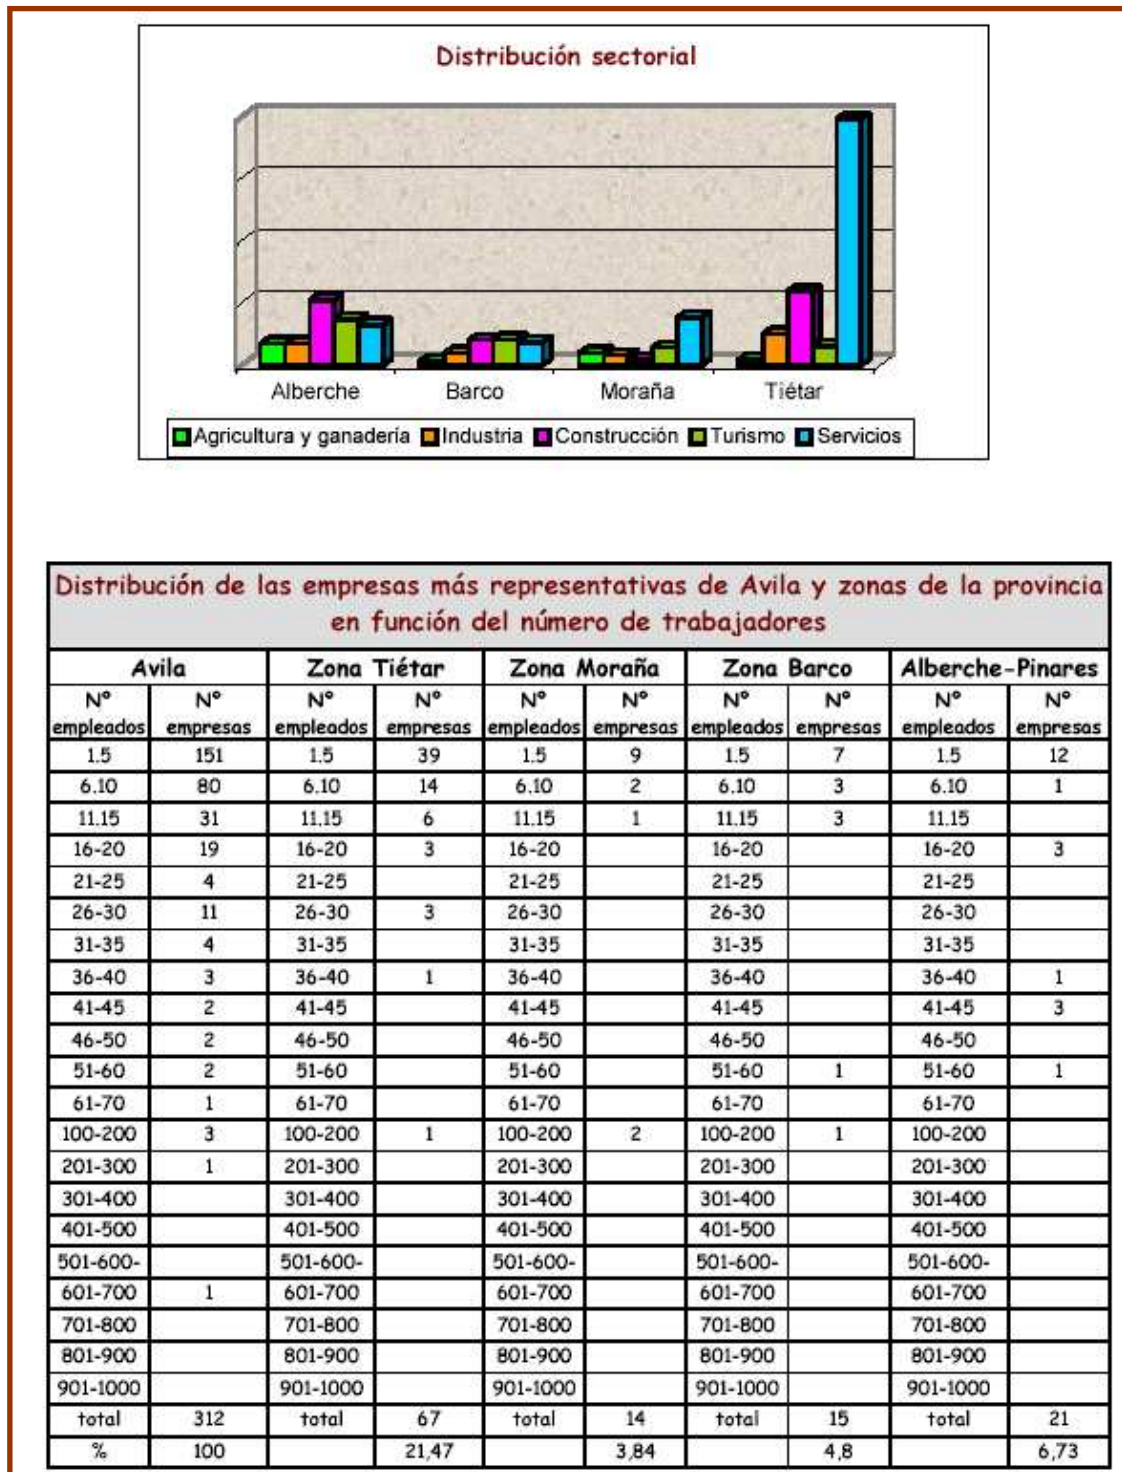 Distribución sectorial
Alberche Barco Moraña Tiétar
Agricultura y ganadería Industria Construcción Turismo Servicios
Distribución de las empresas más representativas de Avila y zonas de la provincia
en función del número de trabajadores
Avila Zona Tiétar Zona Moraña Zona Barco Alberche-Pinares
Nº Nº Nº Nº Nº Nº Nº Nº Nº Nº
empleados empresas empleados empresas empleados empresas empleados empresas empleados empresas
1.5 151 1.5 39 1.5 9 1.5 7 1.5 12
6.10 80 6.10 14 6.10 2 6.10 3 6.10 1
11.15 31 11.15 6 11.15 1 11.15 3 11.15
16-20 19 16-20 3 16-20 16-20 16-20 3
21-25 4 21-25 21-25 21-25 21-25
26-30 11 26-30 3 26-30 26-30 26-30
31-35 4 31-35 31-35 31-35 31-35
36-40 3 36-40 1 36-40 36-40 36-40 1
41-45 2 41-45 41-45 41-45 41-45 3
46-50 2 46-50 46-50 46-50 46-50
51-60 2 51-60 51-60 51-60 1 51-60 1
61-70 1 61-70 61-70 61-70 61-70
100-200 3 100-200 1 100-200 2 100-200 1 100-200
201-300 1 201-300 201-300 201-300 201-300
301-400 301-400 301-400 301-400 301-400
401-500 401-500 401-500 401-500 401-500
501-600- 501-600- 501-600- 501-600- 501-600-
601-700 1 601-700 601-700 601-700 601-700
701-800 701-800 701-800 701-800 701-800
801-900 801-900 801-900 801-900 801-900
901-1000 901-1000 901-1000 901-1000 901-1000
total 312 total 67 total 14 total 15 total 21
% 100 21,47 3,84 4,8 6,73